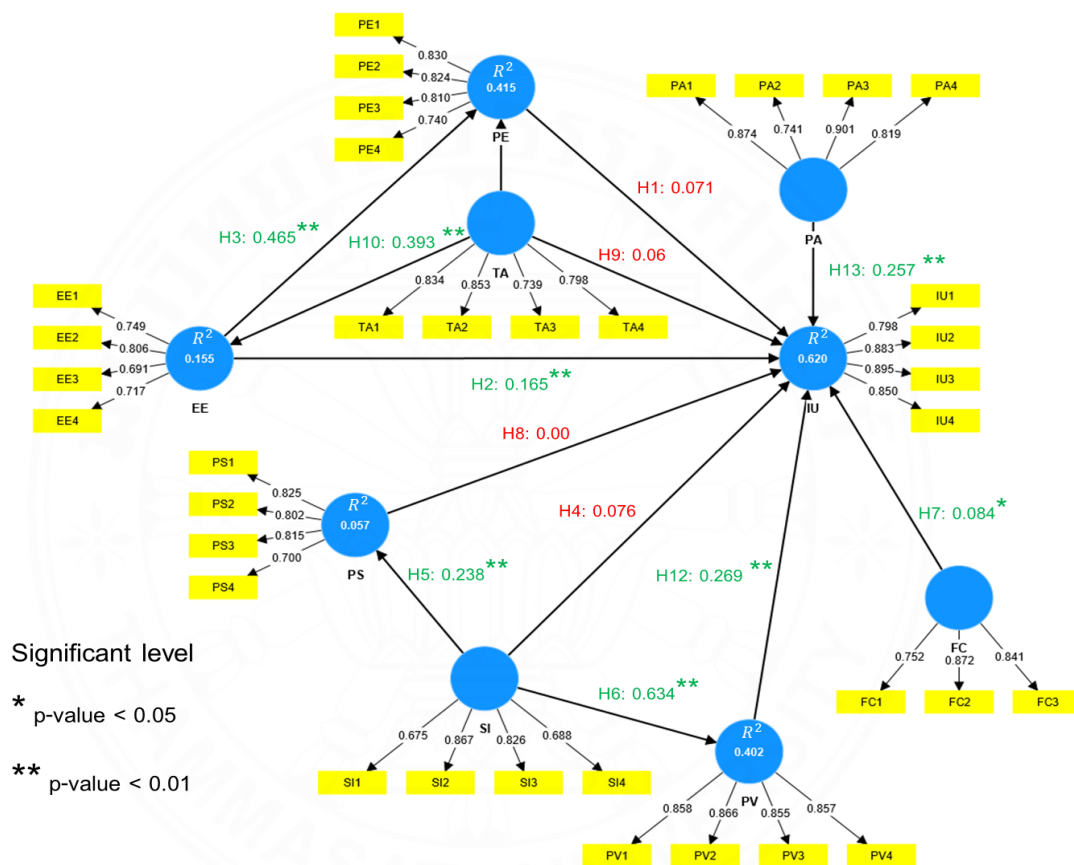 PE1
PE2
PE3
PE4
0.830
0.824
0.810
0.740
R²
0.415
PE
PA1
PA2
PA3
PA4
0.874
0.741
0.901
0.819
PA
H1: 0.071
H3: 0.465**
H10: 0.393 **
H9: 0.06
H13: 0.257 **
TA
0.834
0.853
0.739
0.798
TA1
TA2
TA3
TA4
EE1
EE2
EE3
EE4
0.749
0.806
0.691
0.717
R²
0.155
EE
H2: 0.165**
R²
0.620
IU
0.798
0.883
0.895
0.850
IU1
IU2
IU3
IU4
H8: 0.00
PS1
PS2
PS3
PS4
0.825
0.802
0.815
0.700
R²
0.057
PS
H4: 0.076
H7: 0.084*
H5: 0.238**
H12: 0.269 **
FC
0.752
0.872
0.841
FC1
FC2
FC3
Significant level
* p-value < 0.05
** p-value < 0.01
SI
H6: 0.634**
0.675
0.867
0.826
0.688
SI1
SI2
SI3
SI4
R²
0.402
PV
0.858
0.866
0.855
0.857
PV1
PV2
PV3
PV4